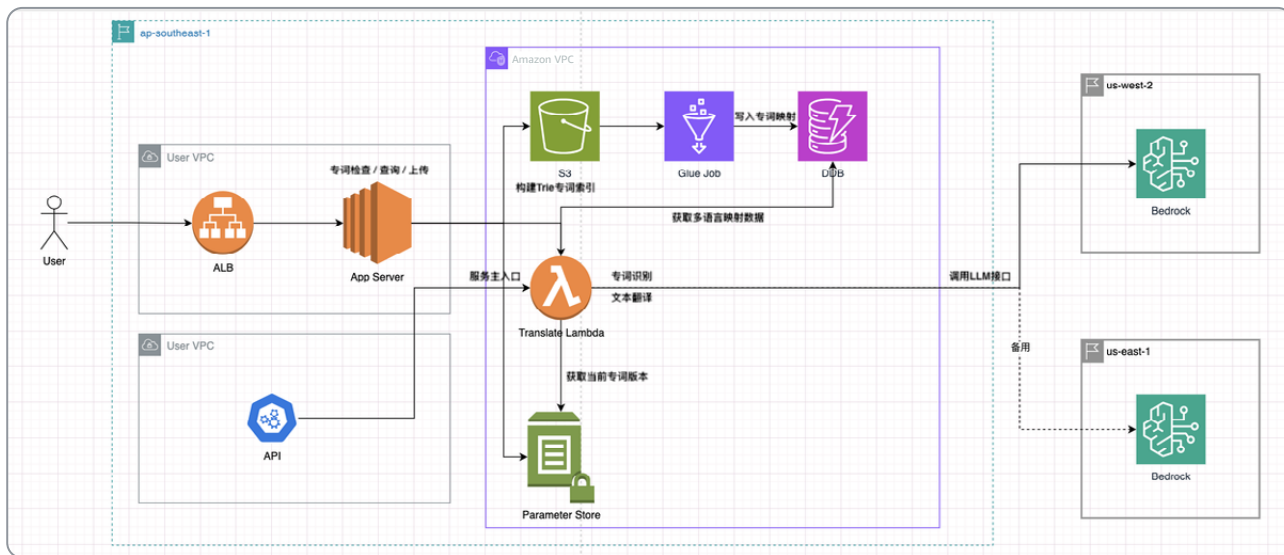 ap-southeast-1
Amazon VPC
us-west-2
User VPC
专词检查 / 查询 / 上传
写入专词映射
S3
Glue Job
DDB
构建Trie专词索引
Bedrock
获取多语言映射数据
User
ALB
App Server
服务主入口
专词识别
调用LLM接口
文本翻译
Translate Lambda
User VPC
备用
us-east-1
获取当前专词版本
API
Bedrock
Parameter Store